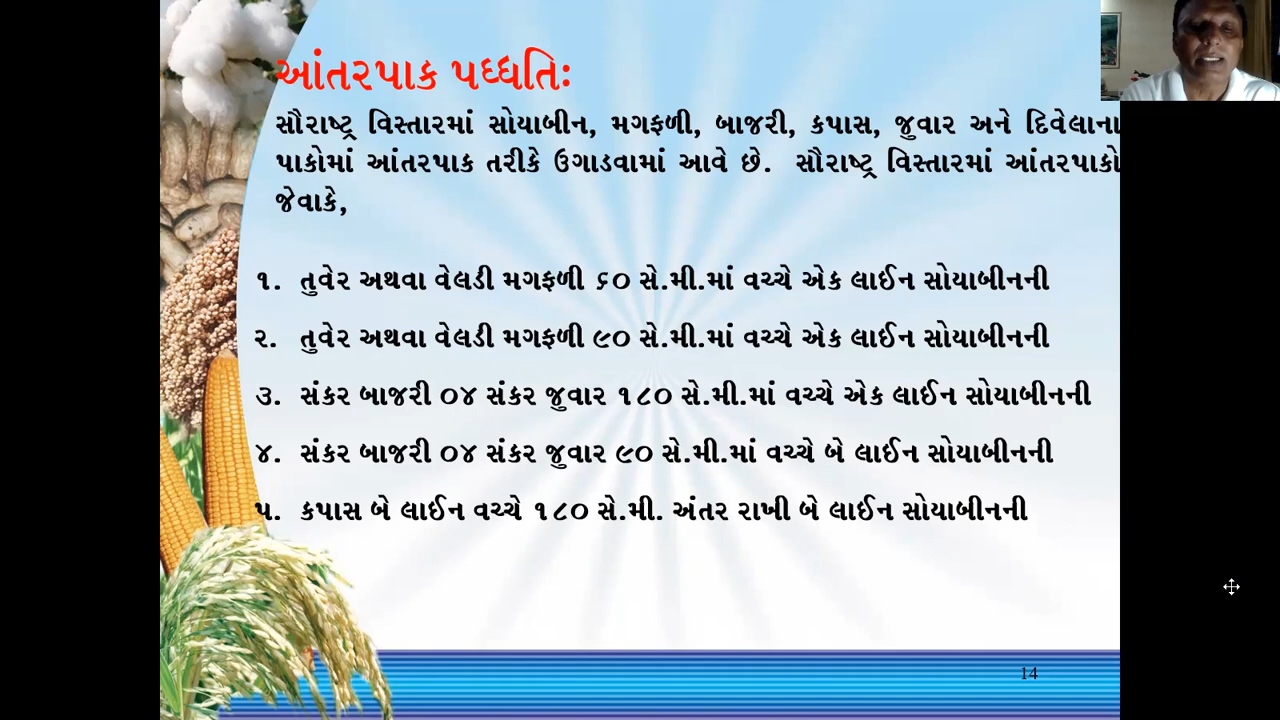 આંતરપાક પધ્ધતિઃ
સૌરાષ્ટ્ર વિસ્તારમાં સોયાબીન, મગફળી, બાજરી, કપાસ, જુવાર અને દિવેલાના
પાકોમાં આંતરપાક તરીકે ઉગાડવામાં આવે છે. સૌરાષ્ટ્ર વિસ્તારમાં આંતરપાકો
જેવાકે,
૧. તુવેર અથવા વેલડી મગફળી ૬૦ સે.મી.માં વચ્ચે એક લાઈન સોયાબીનની
ર. તુવેર અથવા વેલડી મગફળી ૯૦ સે.મી.માં વચ્ચે એક લાઈન સોયાબીનની
૩. સંકર બાજરી ૦૪ સંકર જુવાર ૧૮૦ સે.મી.માં વચ્ચે એક લાઈન સોયાબીનની
૪. સંકર બાજરી ૦૪ સંકર જુવાર ૯૦ સે.મી.માં વચ્ચે બે લાઈન સોયાબીનની
૫. કપાસ બે લાઈન વચ્ચે ૧૮૦ સે.મી. અંતર રાખી બે લાઈન સોયાબીનની
14